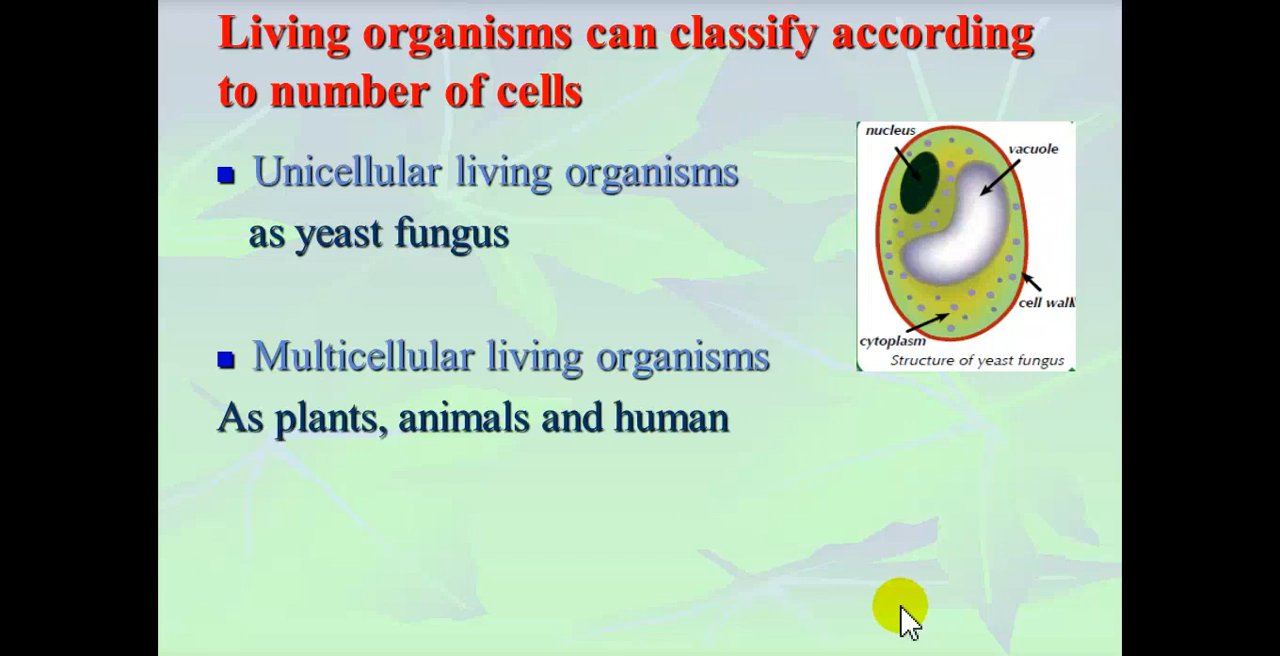 Living organisms can classify according
to number of cells
Unicellular living organisms
as yeast fungus
Multicellular living organisms
As plants, animals and human
nucleus
vacuole
cell wall
cytoplasm
Structure of yeast fungus